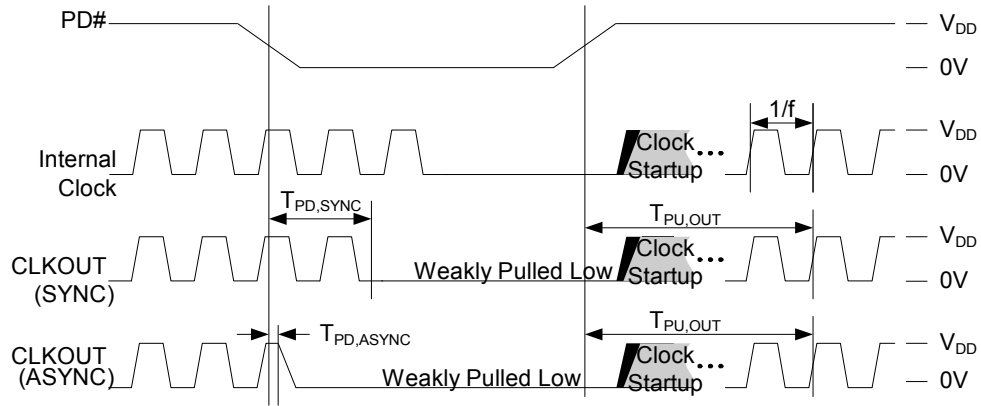 PD#
V_DD
0V
1/f
Internal
Clock
Clock
Startup
...
V_DD
0V
T_PD,SYNC
T_PU,OUT
CLKOUT
(SYNC)
Weakly Pulled Low
Clock
Startup
...
V_DD
0V
T_PD,ASYNC
T_PU,OUT
CLKOUT
(ASYNC)
Weakly Pulled Low
Clock
Startup
...
V_DD
0V